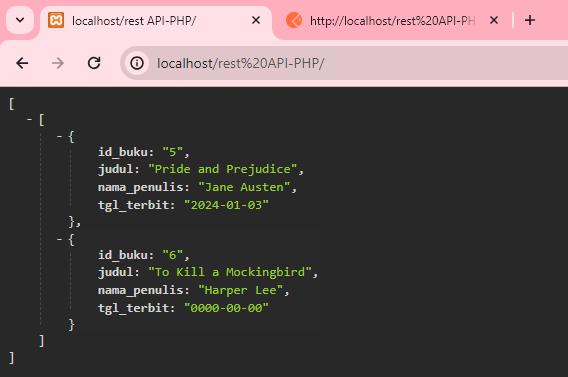 localhost/rest API-PHP/
http://localhost/rest%20API-PH
localhost/rest%20API-PHP/
[
- [
- {
id_buku: "5",
judul: "Pride and Prejudice",
nama_penulis: "Jane Austen",
tgl_terbit: "2024-01-03"
},
- {
id_buku: "6",
judul: "To Kill a Mockingbird",
nama_penulis: "Harper Lee",
tgl_terbit: "0000-00-00"
}
]
]